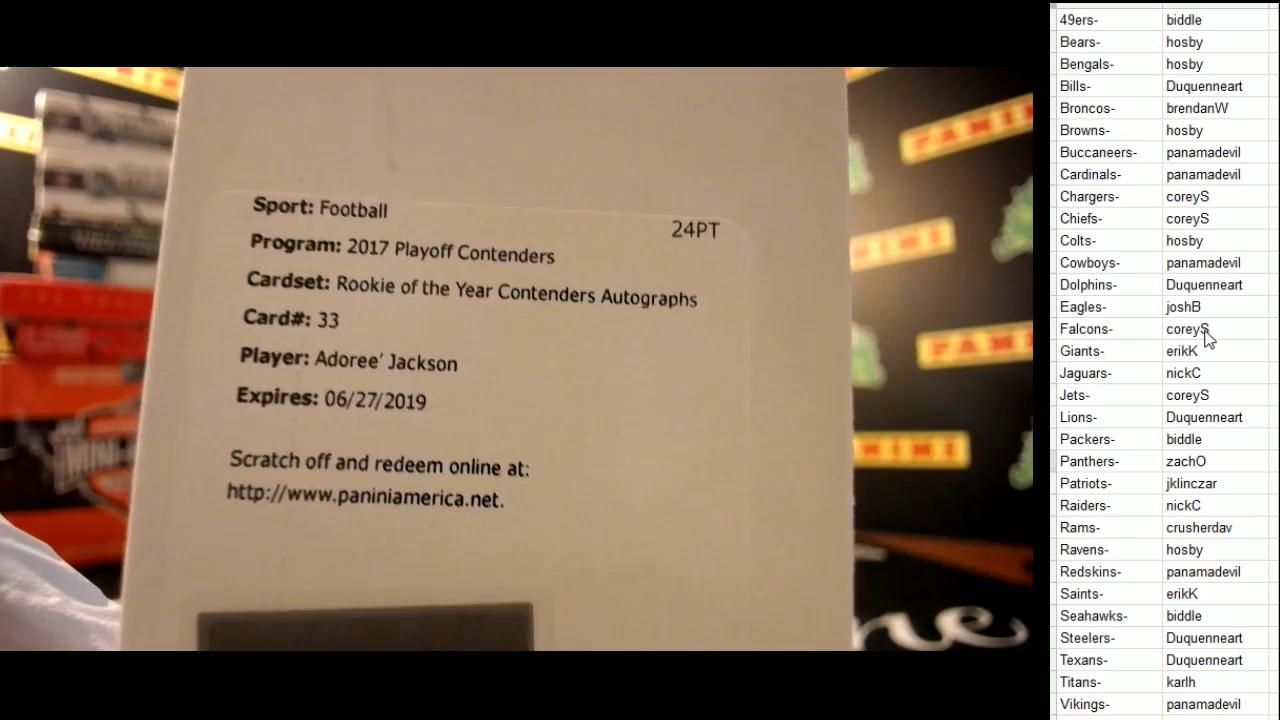 Sport: Football
24PT
Program: 2017 Playoff Contenders
Cardset: Rookie of the Year Contenders Autographs
Card#: 33
Player: Adoree' Jackson
Expires: 06/27/2019
Scratch off and redeem online at:
http://www.paniniamerica.net.
49ers- biddle
Bears- hosby
Bengals- hosby
Bills- Duquenneart
Broncos- brendanW
Browns- hosby
Buccaneers- panamadevil
Cardinals- panamadevil
Chargers- coreyS
Chiefs- coreyS
Colts- hosby
Cowboys- panamadevil
Dolphins- Duquenneart
Eagles- joshB
Falcons- coreyS
Giants- erikK
Jaguars- nickC
Jets- coreyS
Lions- Duquenneart
Packers- biddle
Panthers- zachO
Patriots- jklinczar
Raiders- nickC
Rams- crusherdav
Ravens- hosby
Redskins- panamadevil
Saints- erikK
Seahawks- biddle
Steelers- Duquenneart
Texans- Duquenneart
Titans- karlh
Vikings- panamadevil